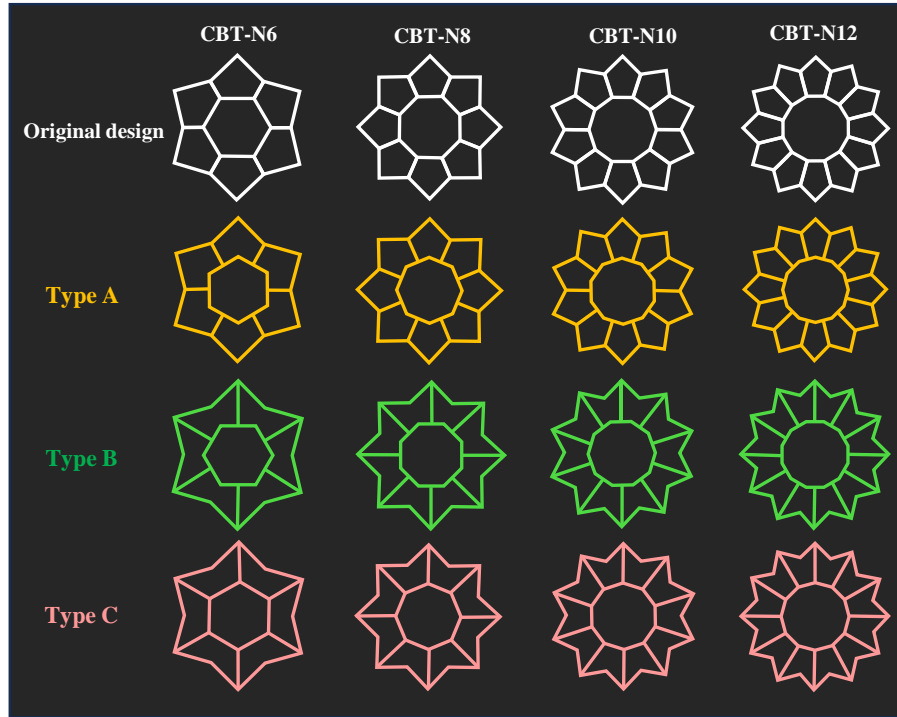 CBT-N6 CBT-N8 CBT-N10 CBT-N12
Original design
Type A
Type B
Type C